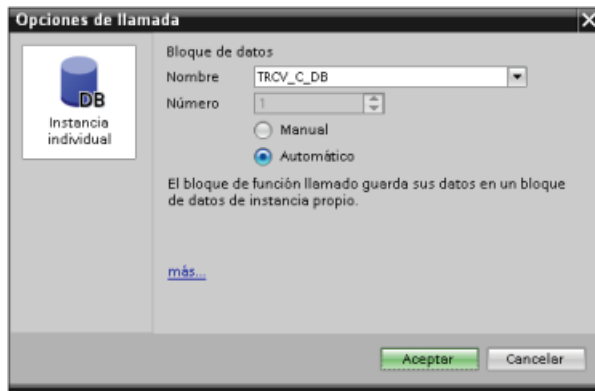 Opciones de llamada
Bloque de datos
Nombre TRCV_C_DB
Número 1
DB
Instancia
individual
Manual
Automático
El bloque de función llamado guarda sus datos en un bloque
de datos de instancia propio.
más...
Aceptar Cancelar